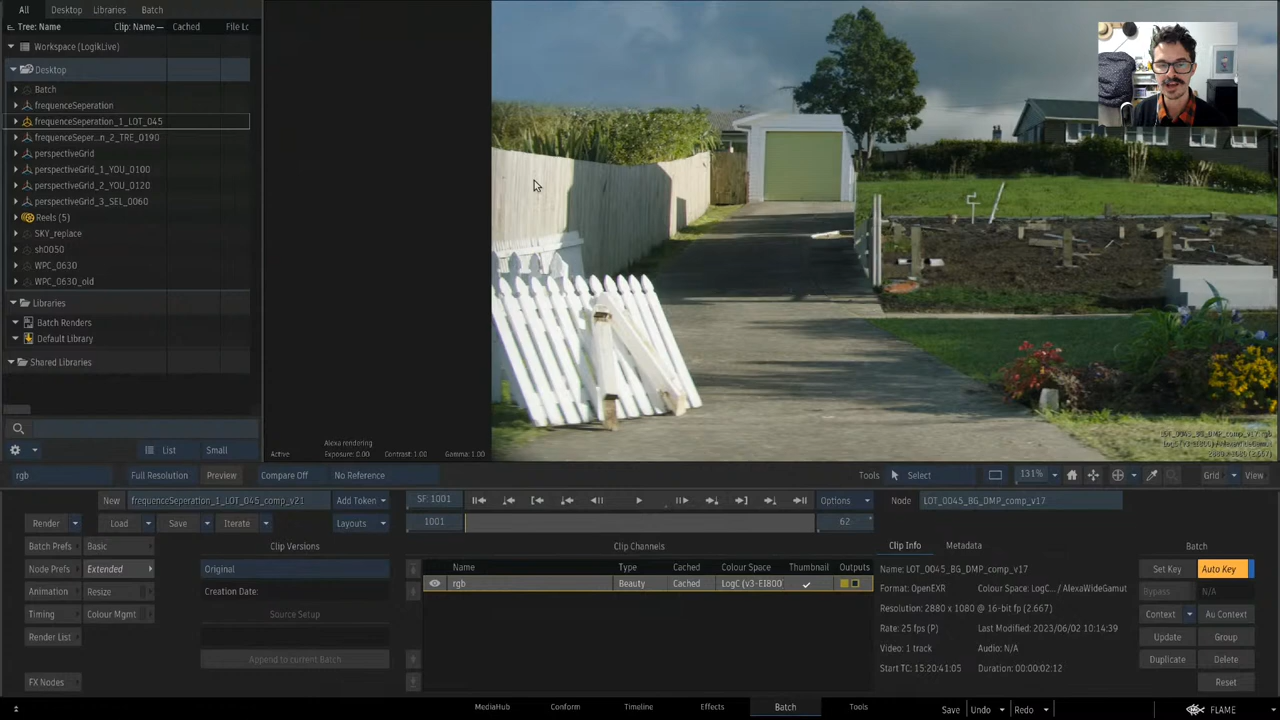 All Desktop Libraries Batch
Tree: Name Clip: Name Cached File Lc
Workspace (LogikLive)
Desktop
Batch
frequenceSeperation
frequenceSeperation_1_LOT_045
frequenceSeper...n_2_TRE_0190
perspectiveGrid
perspectiveGrid_1_YOU_0100
perspectiveGrid_2_YOU_0120
perspectiveGrid_3_SEL_0060
Reels (5)
SKY_replace
sh0050
WPC_0630
WPC_0630_old
Libraries
Batch Renders
Default Library
Shared Libraries
List Small
Alexa rendering
Active Exposure: 0.00 Contrast: 1.00 Gamma: 1.00
rgb Full Resolution Preview Compare Off No Reference Tools Select 131% Grid View
New frequenceSeperation_1_LOT_045_comp_v21 Add Token SF: 1001 Options Node LOT_0045_BG_DMP_comp_v17
Render Load Save Iterate Layouts 1001 62
Batch Prefs Basic Clip Versions Clip Channels Clip Info Metadata Batch
Node Prefs Extended Original Name Type Cached Colour Space Thumbnail Outputs Name: LOT_0045_BG_DMP_comp_v17 Set Key Auto Key
rgb Beauty Cached LogC (v3-EI800)
Animation Resize Creation Date: Format: OpenEXR Colour Space: LogC... / AlexaWideGamut Bypass N/A
Timing Colour Mgmt Source Setup Resolution: 2880 x 1080 @ 16-bit fp (2.667) Context Au Context
Render List Rate: 25 fps (P) Last Modified: 2023/06/02 10:14:39 Update Group
Append to current Batch Video: 1 track Audio: N/A Duplicate Delete
Start TC: 15:20:41:05 Duration: 00:00:02:12
FX Nodes Reset
MediaHub Conform Timeline Effects Batch Tools Save Undo Redo FLAME